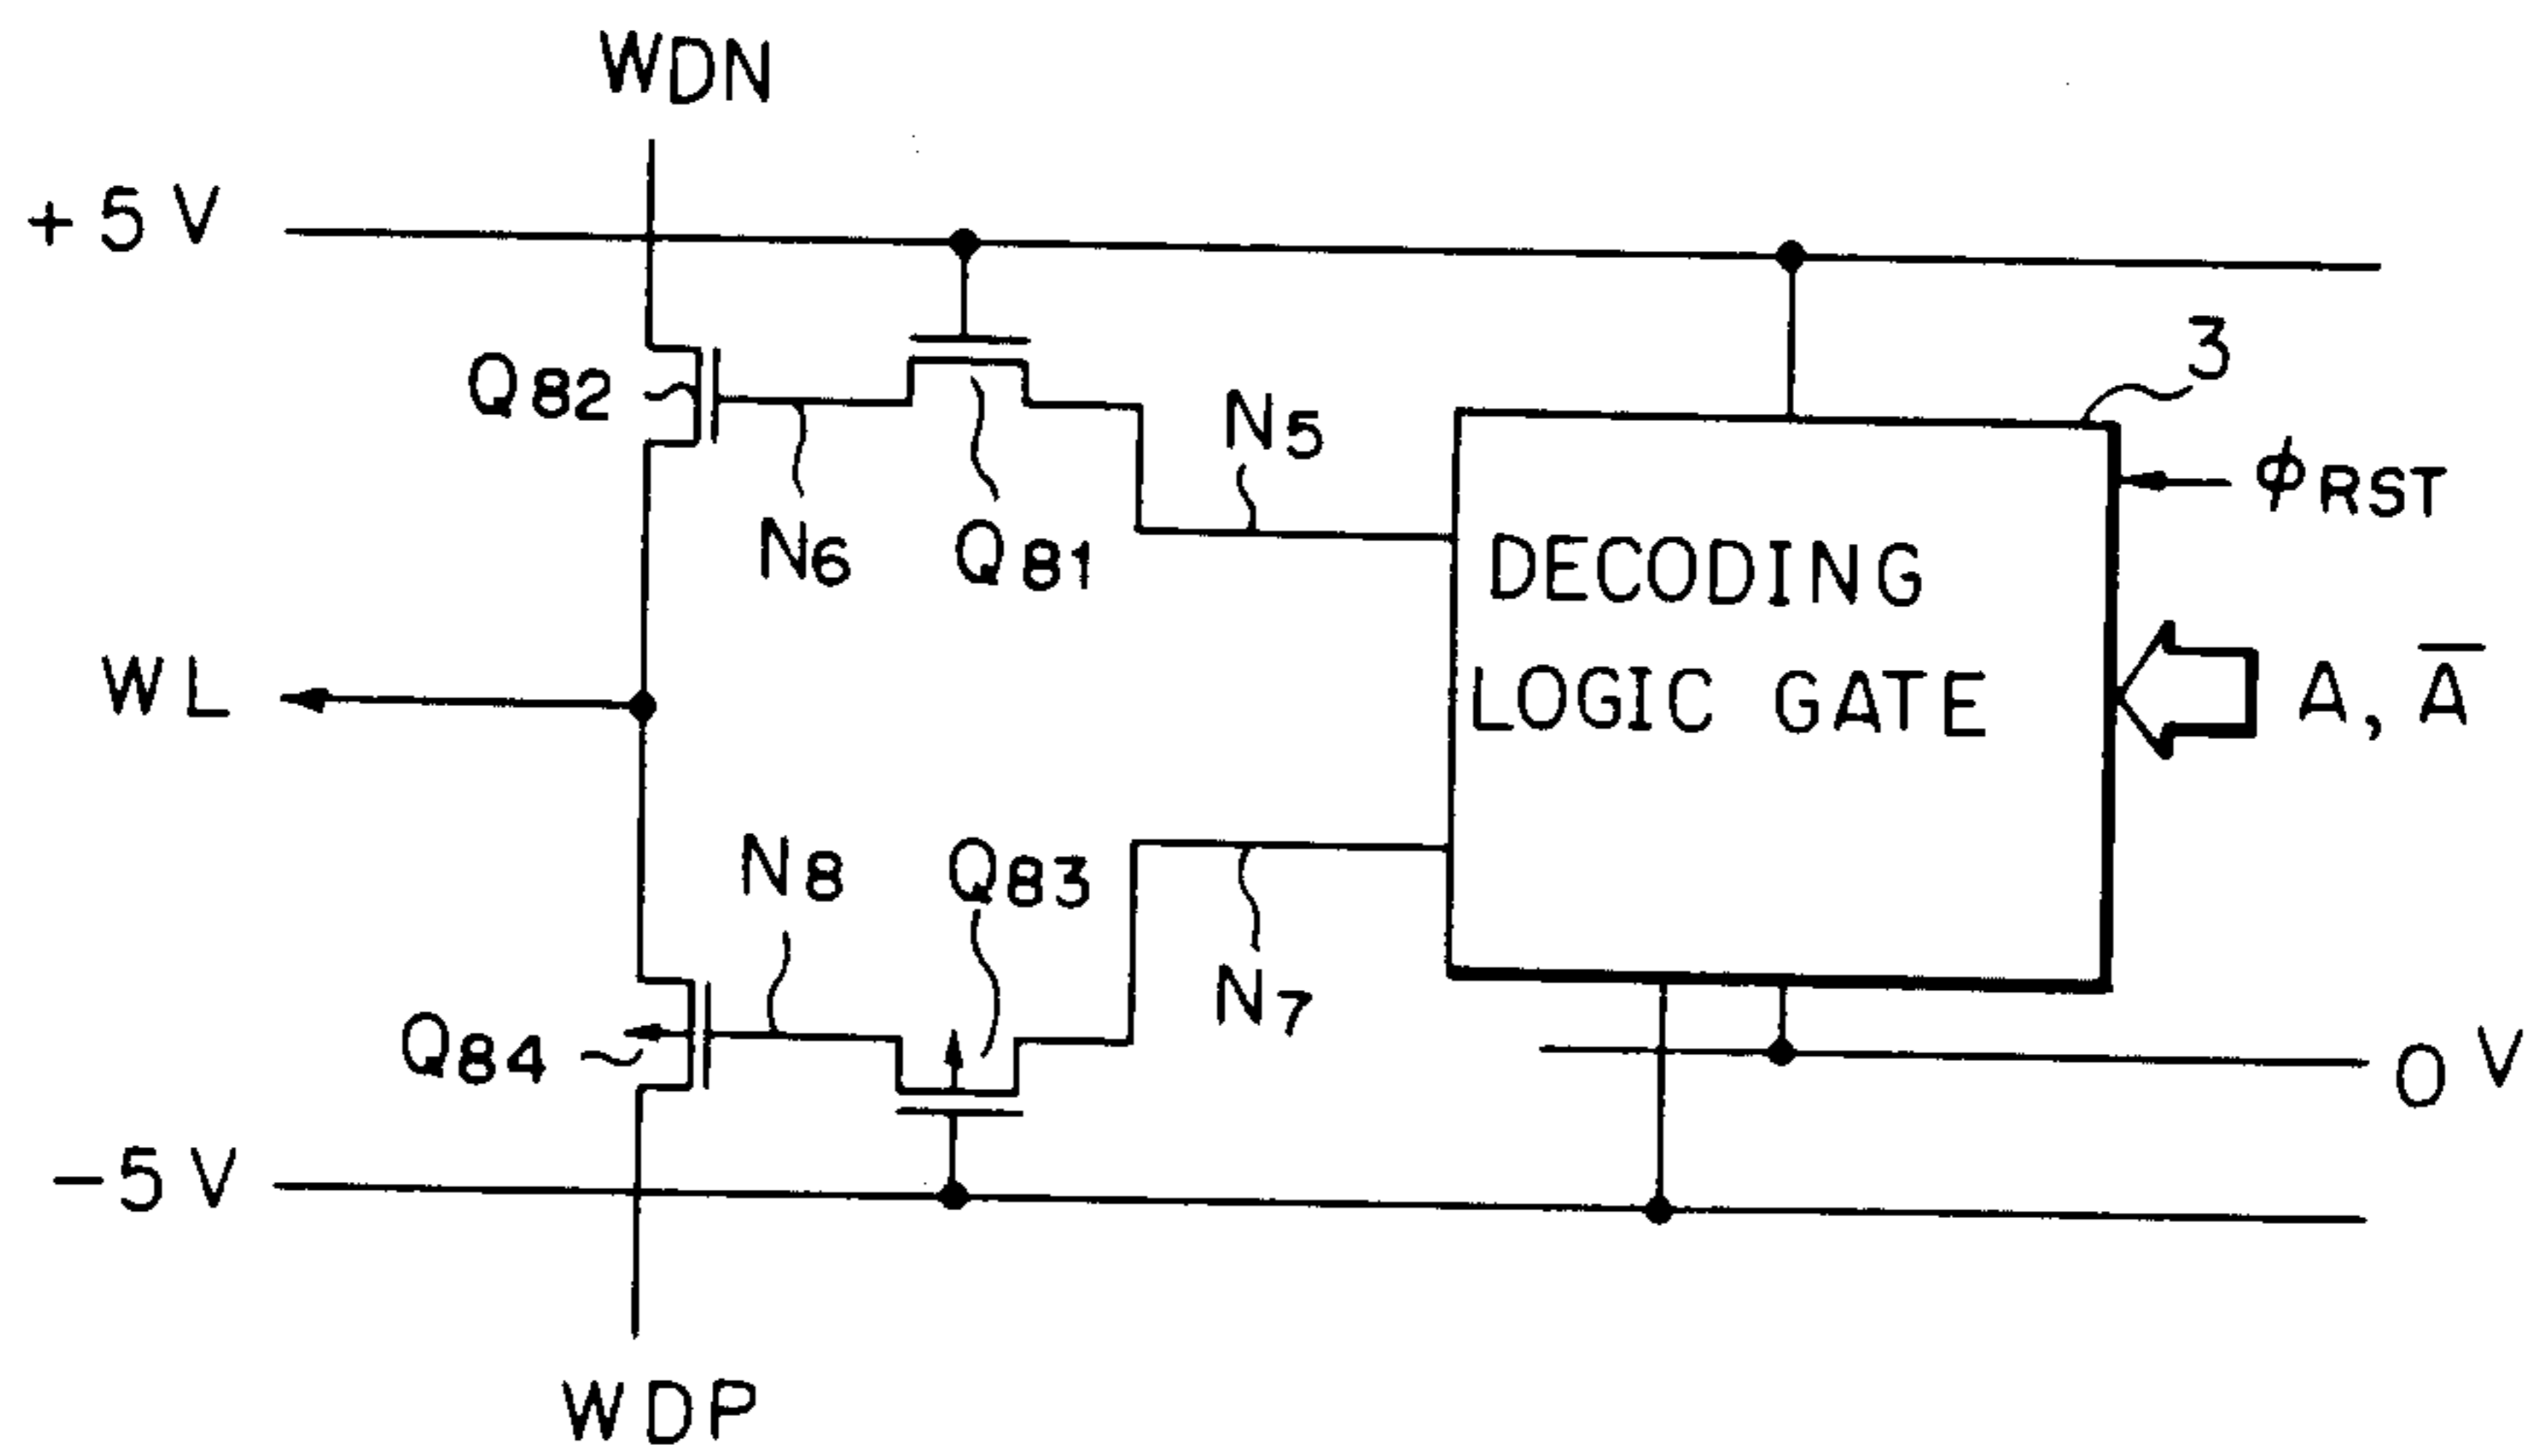 WDN
+5V
3
Q82
N5
φRST
N6
Q81
DECODING
LOGIC GATE
WL
A, A̅
N8
Q83
N7
Q84
0V
-5V
WDP